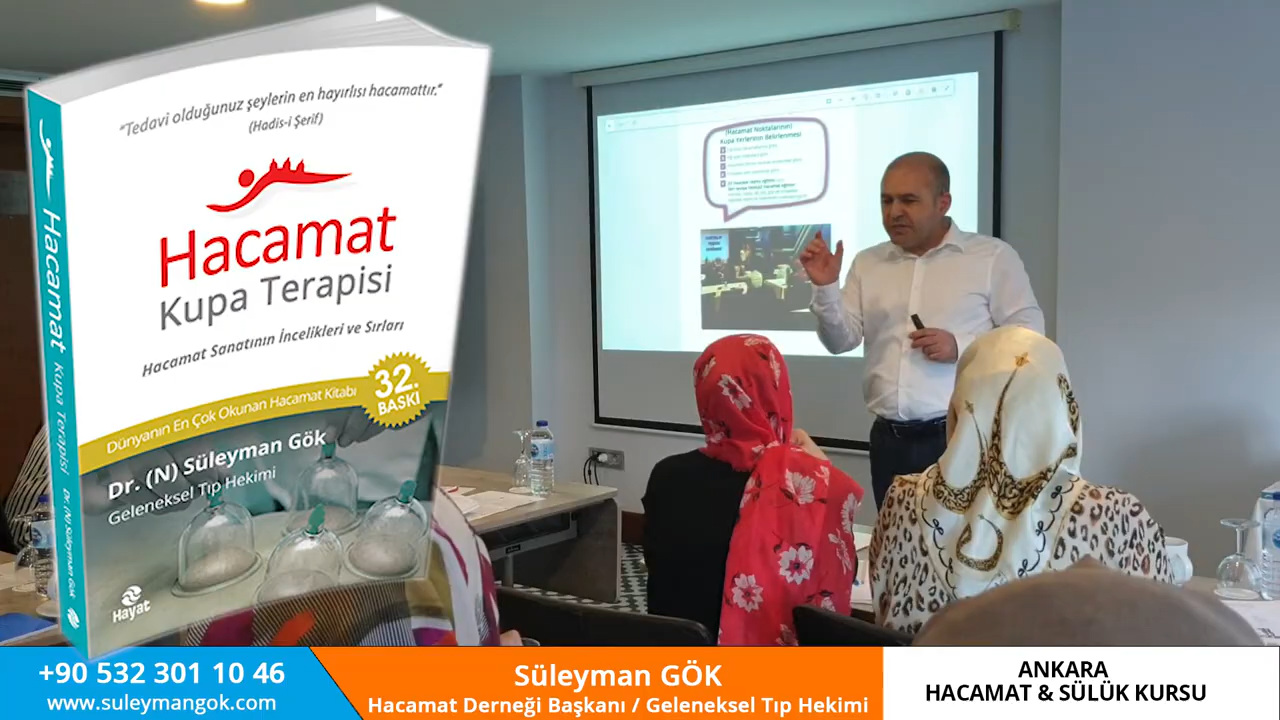 "Tedavi olduğunuz şeylerin en hayırlısı hacamattır."
(Hadis-i Şerif)
Hacamat
Kupa Terapisi
Hacamat Sanatının İncelikleri ve Sırları
32.
BASKI
Dünyanın En Çok Okunan Hacamat Kitabı
Dr. (N) Süleyman Gök
Geleneksel Tıp Hekimi
Hayat
Hacamat Kupa Terapisi Dr. (N) Süleyman Gök
(Hacamat Noktalarının)
Kupa Yerlerinin Belirlenmesi
+90 532 301 10 46
www.suleymangok.com
Süleyman GÖK
Hacamat Derneği Başkanı / Geleneksel Tıp Hekimi
ANKARA
HACAMAT & SÜLÜK KURSU